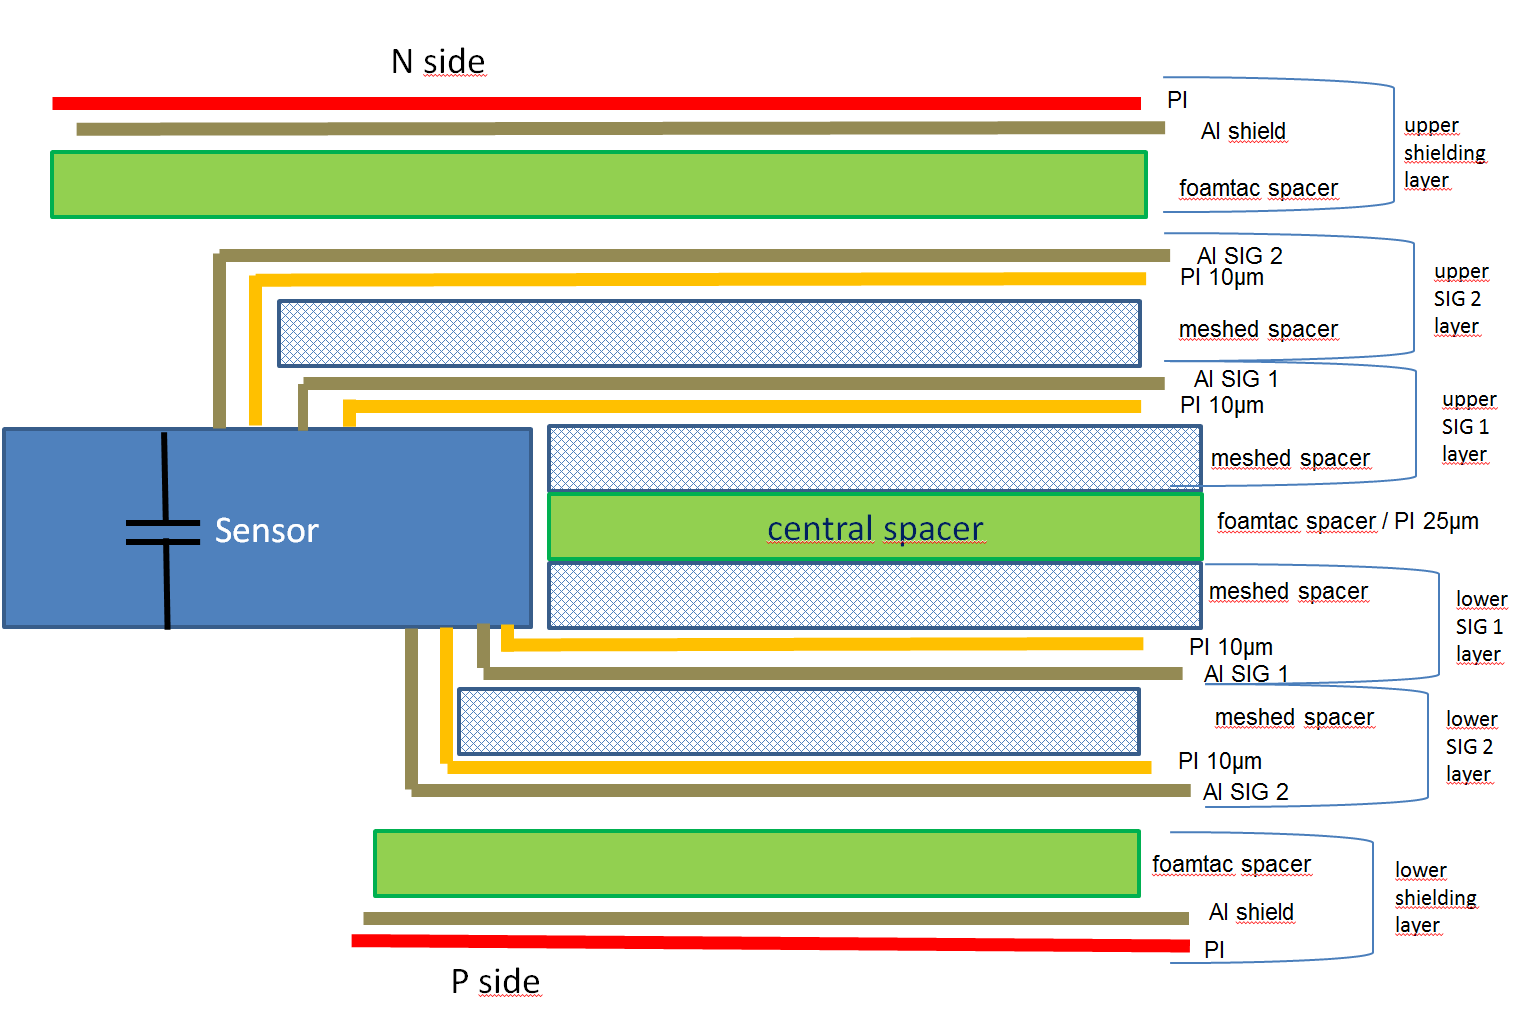 N side
PI
Al shield
upper
shielding
layer
foamtac spacer
Al SIG 2
PI 10µm
upper
SIG 2
layer
meshed spacer
Al SIG 1
PI 10µm
upper
SIG 1
layer
meshed spacer
Sensor
central spacer
foamtac spacer / PI 25µm
meshed spacer
lower
SIG 1
layer
PI 10µm
Al SIG 1
meshed spacer
lower
SIG 2
layer
PI 10µm
Al SIG 2
foamtac spacer
lower
shielding
layer
Al shield
PI
P side